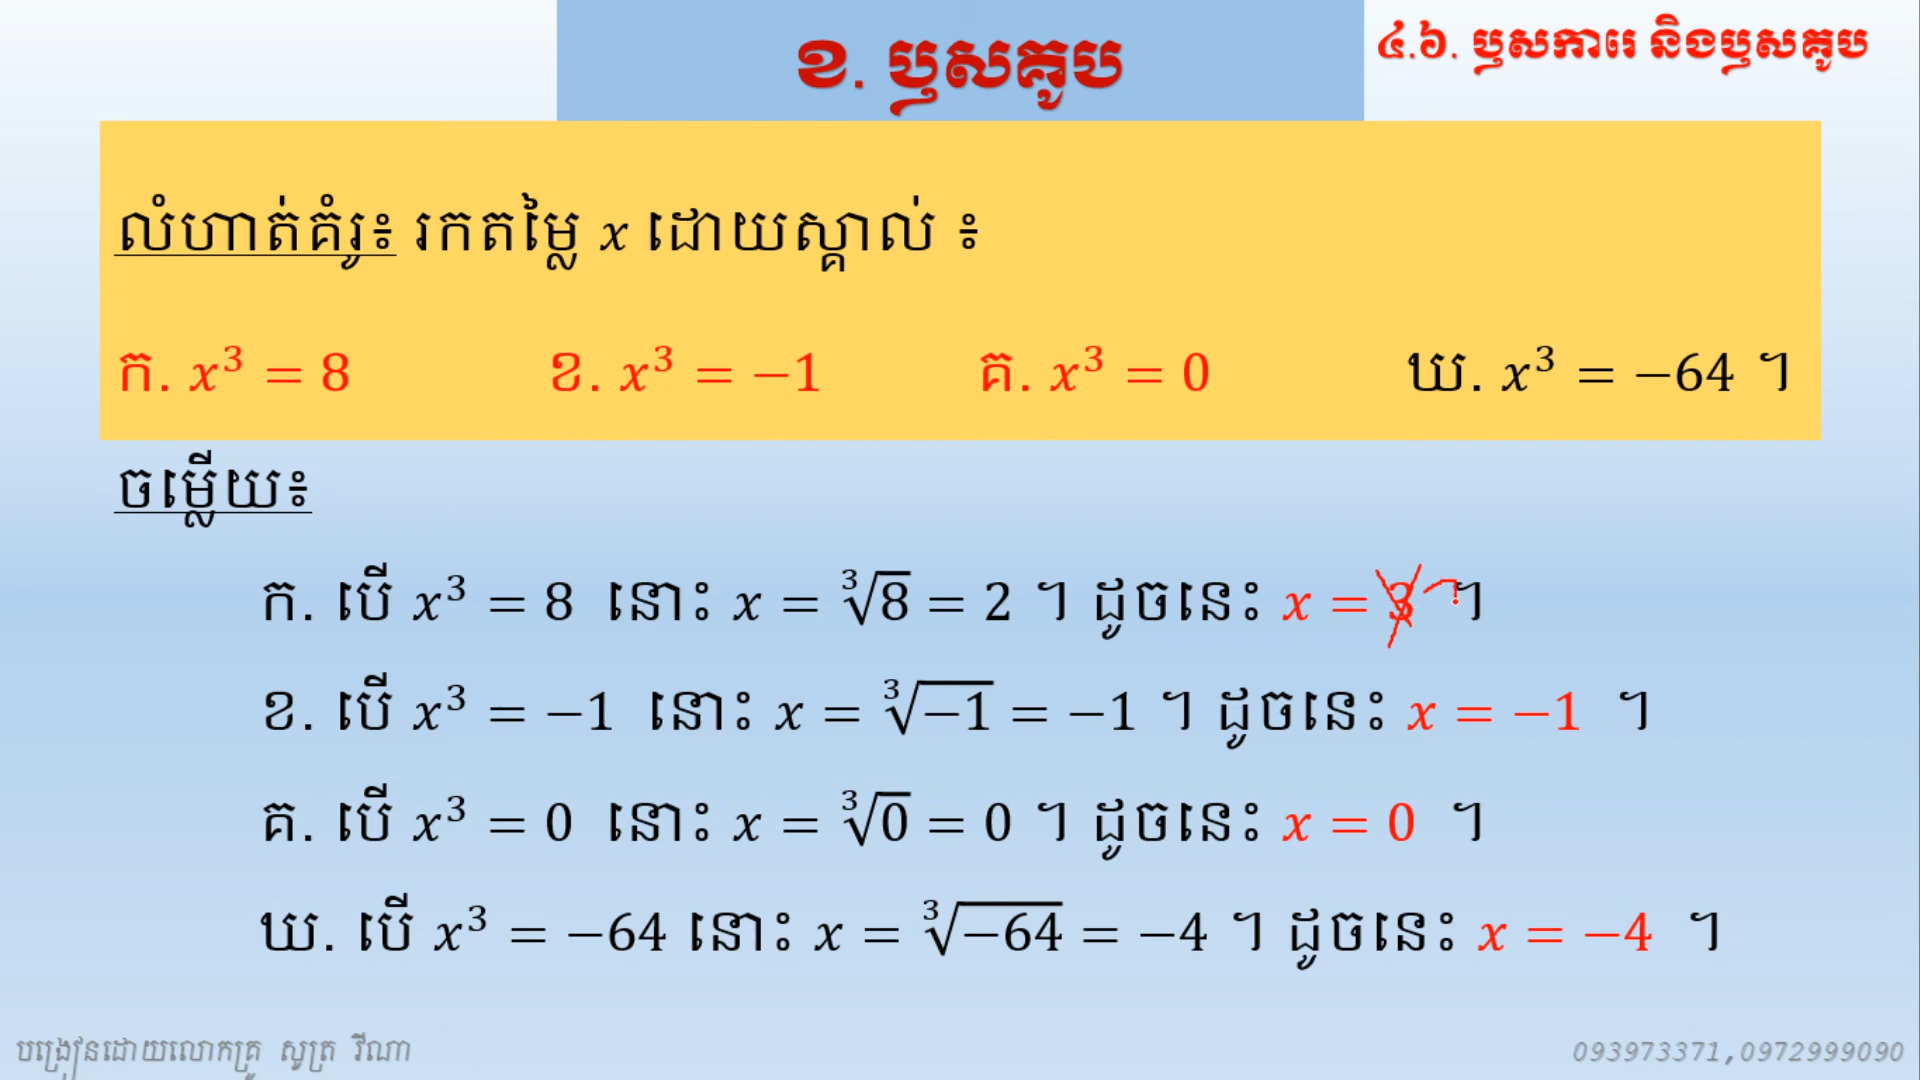 ខ. ឫសគូប
៤.៦. ឫសការេ និងឫសគូប
លំហាត់គំរូ៖ រកតម្លៃ x ដោយស្គាល់ ៖
ក. x³ = 8 ខ. x³ = −1 គ. x³ = 0 ឃ. x³ = −64 ។
ចម្លើយ៖
ក. បើ x³ = 8 នោះ x = ∛8 = 2 ។ ដូចនេះ x = 3 ។
ខ. បើ x³ = −1 នោះ x = ∛−1 = −1 ។ ដូចនេះ x = −1 ។
គ. បើ x³ = 0 នោះ x = ∛0 = 0 ។ ដូចនេះ x = 0 ។
ឃ. បើ x³ = −64 នោះ x = ∛−64 = −4 ។ ដូចនេះ x = −4 ។
បង្រៀនដោយលោកគ្រូ សូត្រ វីណា
093973371,0972999090